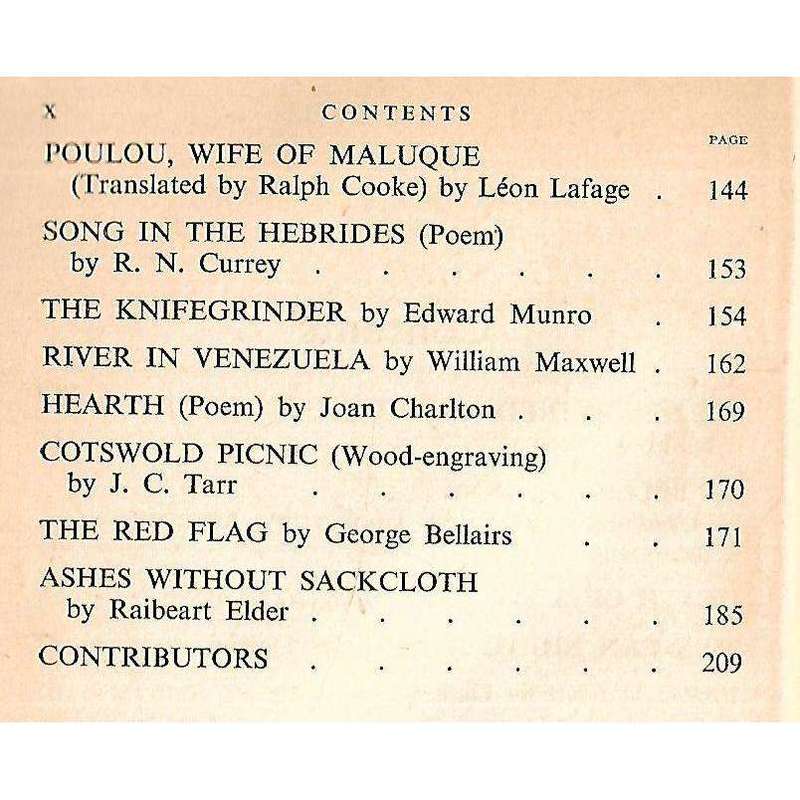 X CONTENTS
PAGE
POULOU, WIFE OF MALUQUE
(Translated by Ralph Cooke) by Léon Lafage . 144
SONG IN THE HEBRIDES (Poem)
by R. N. Currey . . . . . . 153
THE KNIFEGRINDER by Edward Munro . 154
RIVER IN VENEZUELA by William Maxwell . 162
HEARTH (Poem) by Joan Charlton . . . 169
COTSWOLD PICNIC (Wood-engraving)
by J. C. Tarr . . . . . . 170
THE RED FLAG by George Bellairs . . 171
ASHES WITHOUT SACKCLOTH
by Raibeart Elder . . . . . . 185
CONTRIBUTORS . . . . . . 209